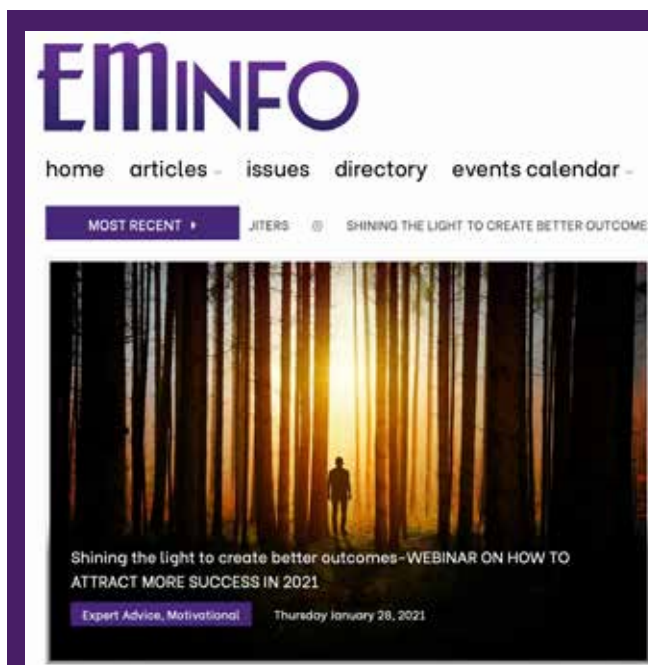 EMINFO
home articles issues directory events calendar
MOST RECENT JITERS SHINING THE LIGHT TO CREATE BETTER OUTCOME
Shining the light to create better outcomes-WEBINAR ON HOW TO
ATTRACT MORE SUCCESS IN 2021
Expert Advice, Motivational Thursday January 28, 2021